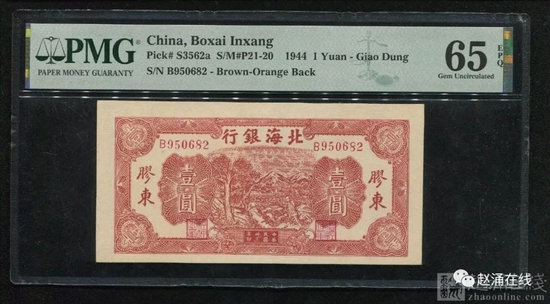 PMG
PAPER MONEY GUARANTY
China, Boxai Inxang
Pick# S3562a S/M#P21-20 1944 1 Yuan - Giao Dung
S/N B950682 - Brown-Orange Back
65 EPQ
Gem Uncirculated
行銀海北
B950682
B950682
膠東
壹圓
壹圓
膠東
赵涌在线
zhaoonline.com